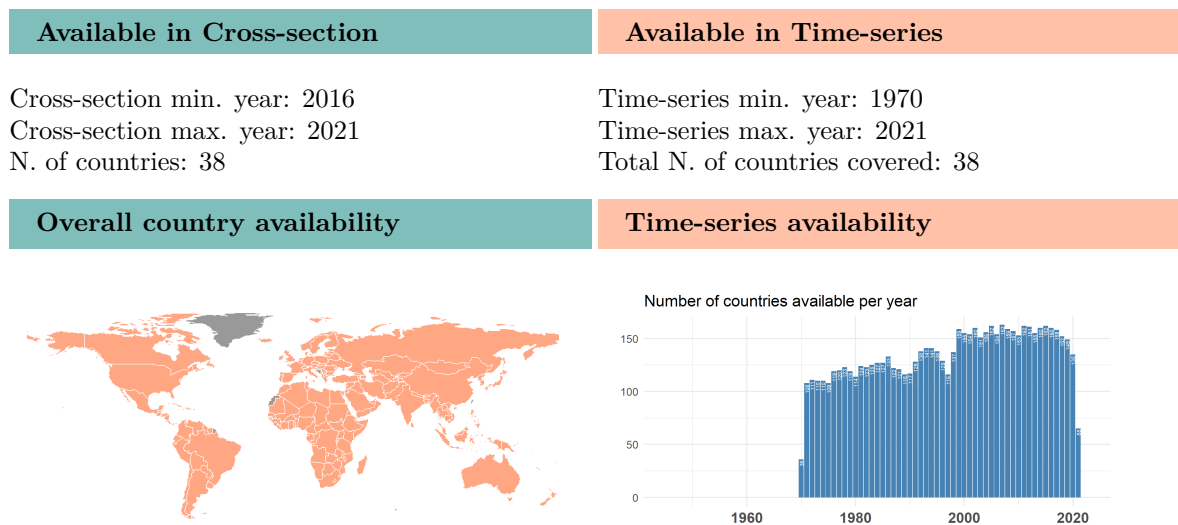 Available in Cross-section
Available in Time-series
Cross-section min. year: 2016
Cross-section max. year: 2021
N. of countries: 38
Time-series min. year: 1970
Time-series max. year: 2021
Total N. of countries covered: 38
Overall country availability
Time-series availability
Number of countries available per year
150
100
50
0
1960
1980
2000
2020